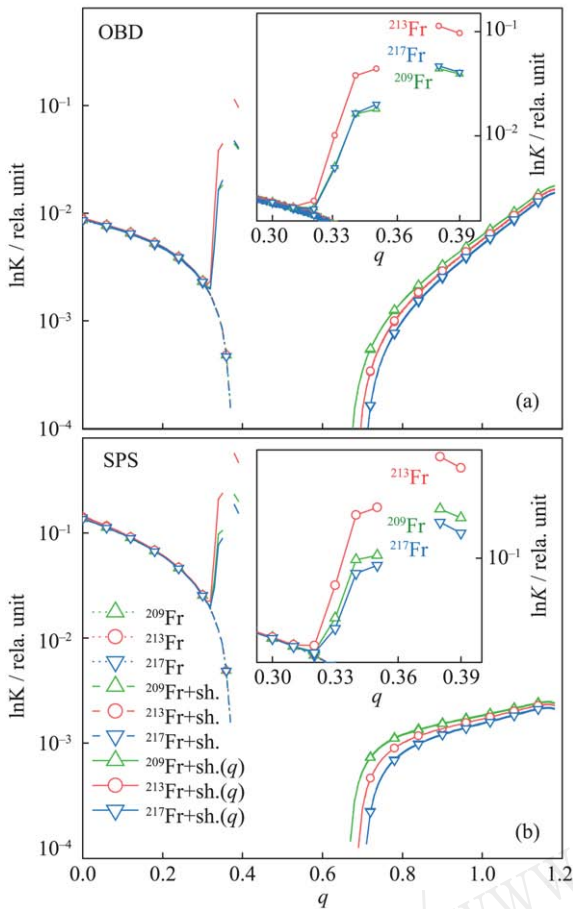 OBD
10⁻¹
10⁻²
10⁻³
10⁻⁴
lnK / rela. unit
²¹³Fr
²¹⁷Fr
²⁰⁹Fr
10⁻¹
10⁻²
lnK / rela. unit
0.30 0.33 0.36 0.39
q
(a)
SPS
10⁻¹
10⁻²
10⁻³
10⁻⁴
lnK / rela. unit
²¹³Fr
²⁰⁹Fr
²¹⁷Fr
10⁻¹
lnK / rela. unit
0.30 0.33 0.36 0.39
q
²⁰⁹Fr
²¹³Fr
²¹⁷Fr
²⁰⁹Fr+sh.
²¹³Fr+sh.
²¹⁷Fr+sh.
²⁰⁹Fr+sh.(q)
²¹³Fr+sh.(q)
²¹⁷Fr+sh.(q)
(b)
0.0 0.2 0.4 0.6 0.8 1.0 1.2
q